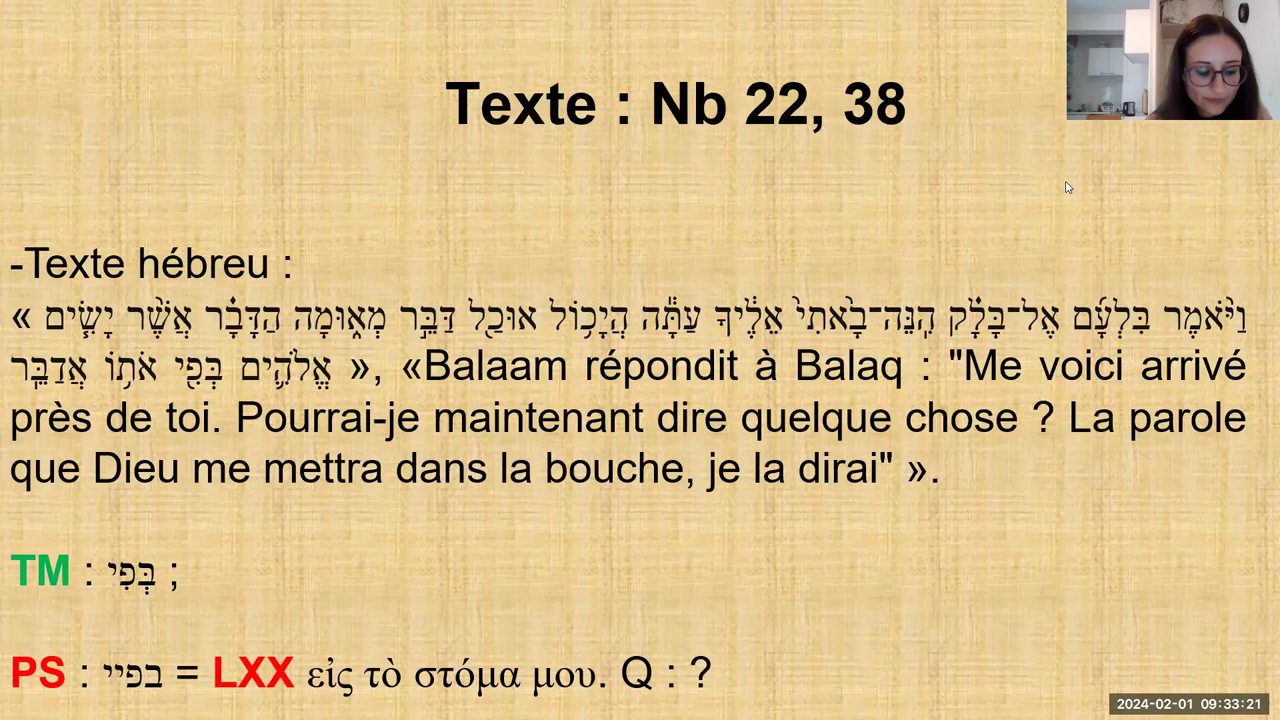 Texte : Nb 22, 38
-Texte hébreu :
« וַיֹּ֨אמֶר בִּלְעָ֜ם אֶל־בָּלָ֗ק הִֽנֵּה־בָ֙אתִי֙ אֵלֶ֔יךָ עַתָּ֕ה הֲיָכ֥וֹל אוּכַ֖ל דַּבֵּ֣ר מְא֑וּמָה הַדָּבָ֗ר אֲשֶׁ֨ר יָשִׂ֧ים
אֱלֹהִ֛ים בְּפִ֖י אֹת֥וֹ אֲדַבֵּֽר », «Balaam répondit à Balaq : "Me voici arrivé
près de toi. Pourrai-je maintenant dire quelque chose ? La parole
que Dieu me mettra dans la bouche, je la dirai" ».
TM : בְּפִי ;
PS : בפיי = LXX εἰς τὸ στόμα μου. Q : ?
2024-02-01 09:33:21